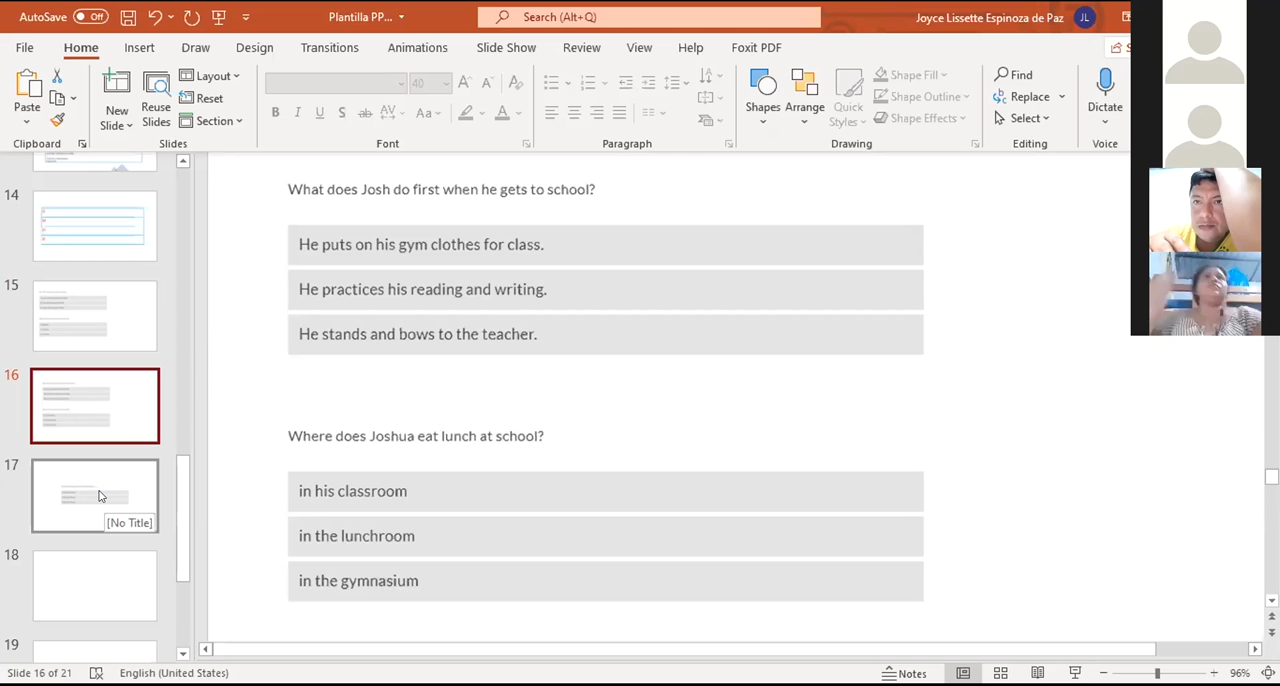 AutoSave Off Plantilla PP... Search (Alt+Q) Joyce Lissette Espinoza de Paz JL
File Home Insert Draw Design Transitions Animations Slide Show Review View Help Foxit PDF
Paste New Slide Reuse Slides Layout Reset Section
40
B I U S ab AV Aa A
Shapes Arrange Quick Styles Shape Fill Shape Outline Shape Effects
Find Replace Select Dictate
Clipboard Slides Font Paragraph Drawing Editing Voice
14
15
16
17
[No Title]
18
19
What does Josh do first when he gets to school?
He puts on his gym clothes for class.
He practices his reading and writing.
He stands and bows to the teacher.
Where does Joshua eat lunch at school?
in his classroom
in the lunchroom
in the gymnasium
Slide 16 of 21 English (United States) Notes 96%